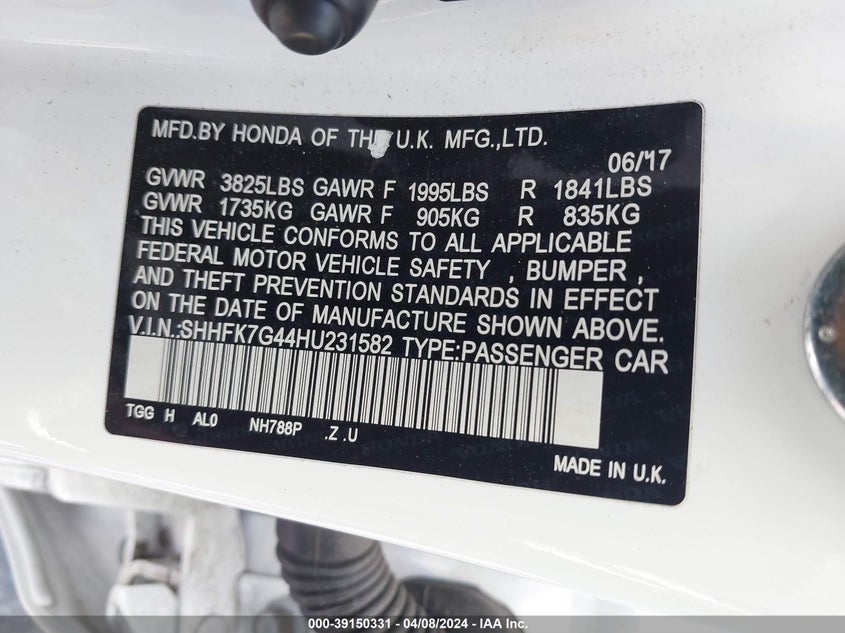 MFD.BY HONDA OF THE U.K. MFG.,LTD.
06/'17
GVWR 3825LBS GAWR F 1995LBS R 1841LBS
GVWR 1735KG GAWR F 905KG R 835KG
THIS VEHICLE CONFORMS TO ALL APPLICABLE
FEDERAL MOTOR VEHICLE SAFETY , BUMPER ,
AND THEFT PREVENTION STANDARDS IN EFFECT
ON THE DATE OF MANUFACTURE SHOWN ABOVE.
V.I.N.:SHHFK7G44HU231582 TYPE:PASSENGER CAR
TGG H AL0 NH788P .Z .U
MADE IN U.K.
000-39150331 - 04/08/2024 - IAA Inc.